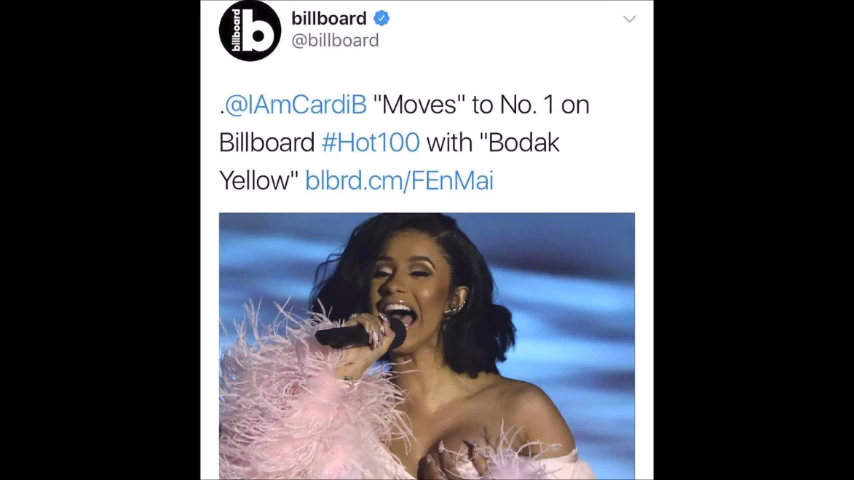 billboard
billboard
@billboard
.@IAmCardiB "Moves" to No. 1 on
Billboard #Hot100 with "Bodak
Yellow" blbrd.cm/FEnMai